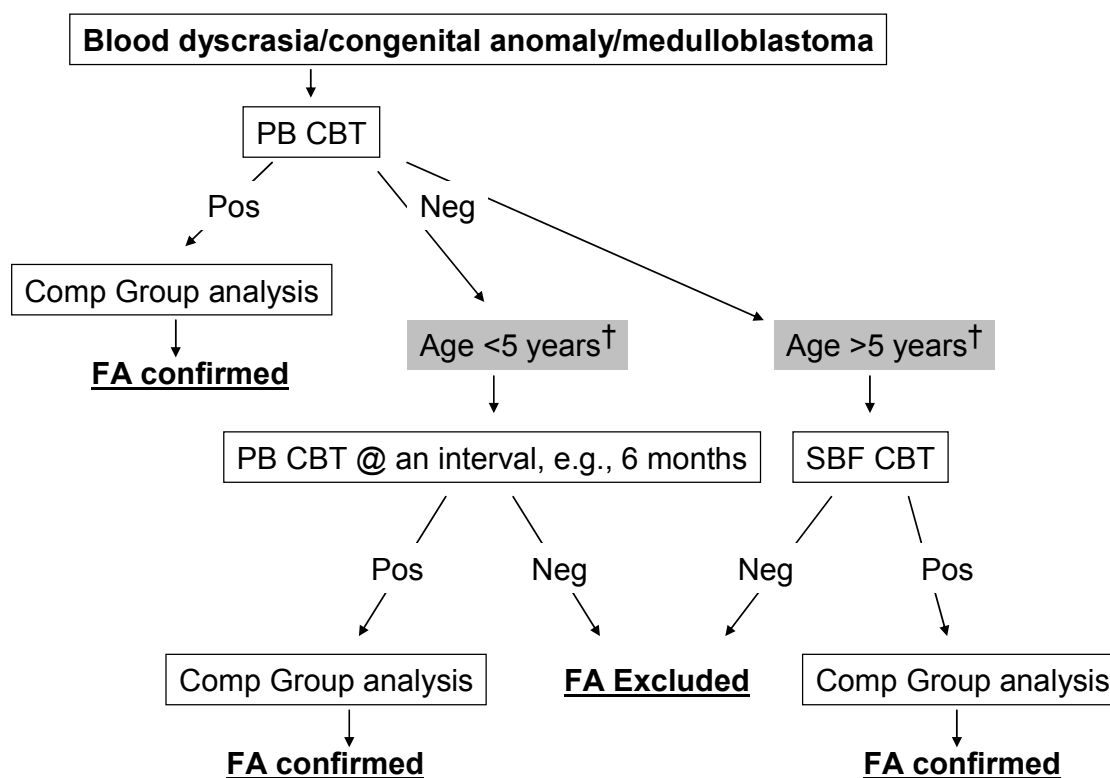 Blood dyscrasia/congenital anomaly/medulloblastoma
PB CBT
Pos
Neg
Comp Group analysis
FA confirmed
Age <5 years†
Age >5 years†
PB CBT @ an interval, e.g., 6 months
SBF CBT
Pos
Neg
Neg
Pos
Comp Group analysis
FA Excluded
Comp Group analysis
FA confirmed
FA confirmed